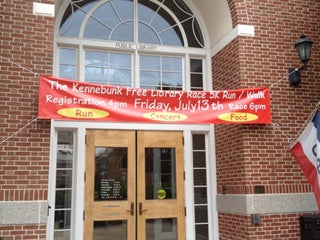 PUBLIC LIBRARY
The Kennebunk Free Library Race 5K Run / Walk
Registration 4pm Friday, July 13th Race 6pm
Run Concert Food